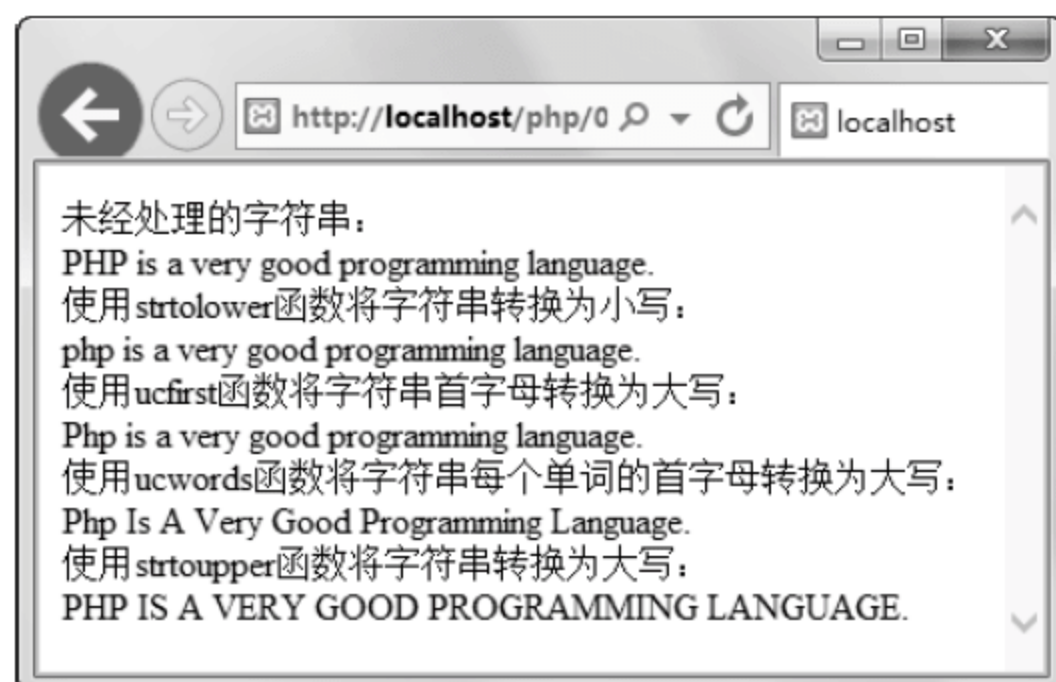 http://localhost/php/0
localhost
未经处理的字符串：
PHP is a very good programming language.
使用strtolower函数将字符串转换为小写：
php is a very good programming language.
使用ucfirst函数将字符串首字母转换为大写：
Php is a very good programming language.
使用ucwords函数将字符串每个单词的首字母转换为大写：
Php Is A Very Good Programming Language.
使用strtoupper函数将字符串转换为大写：
PHP IS A VERY GOOD PROGRAMMING LANGUAGE.